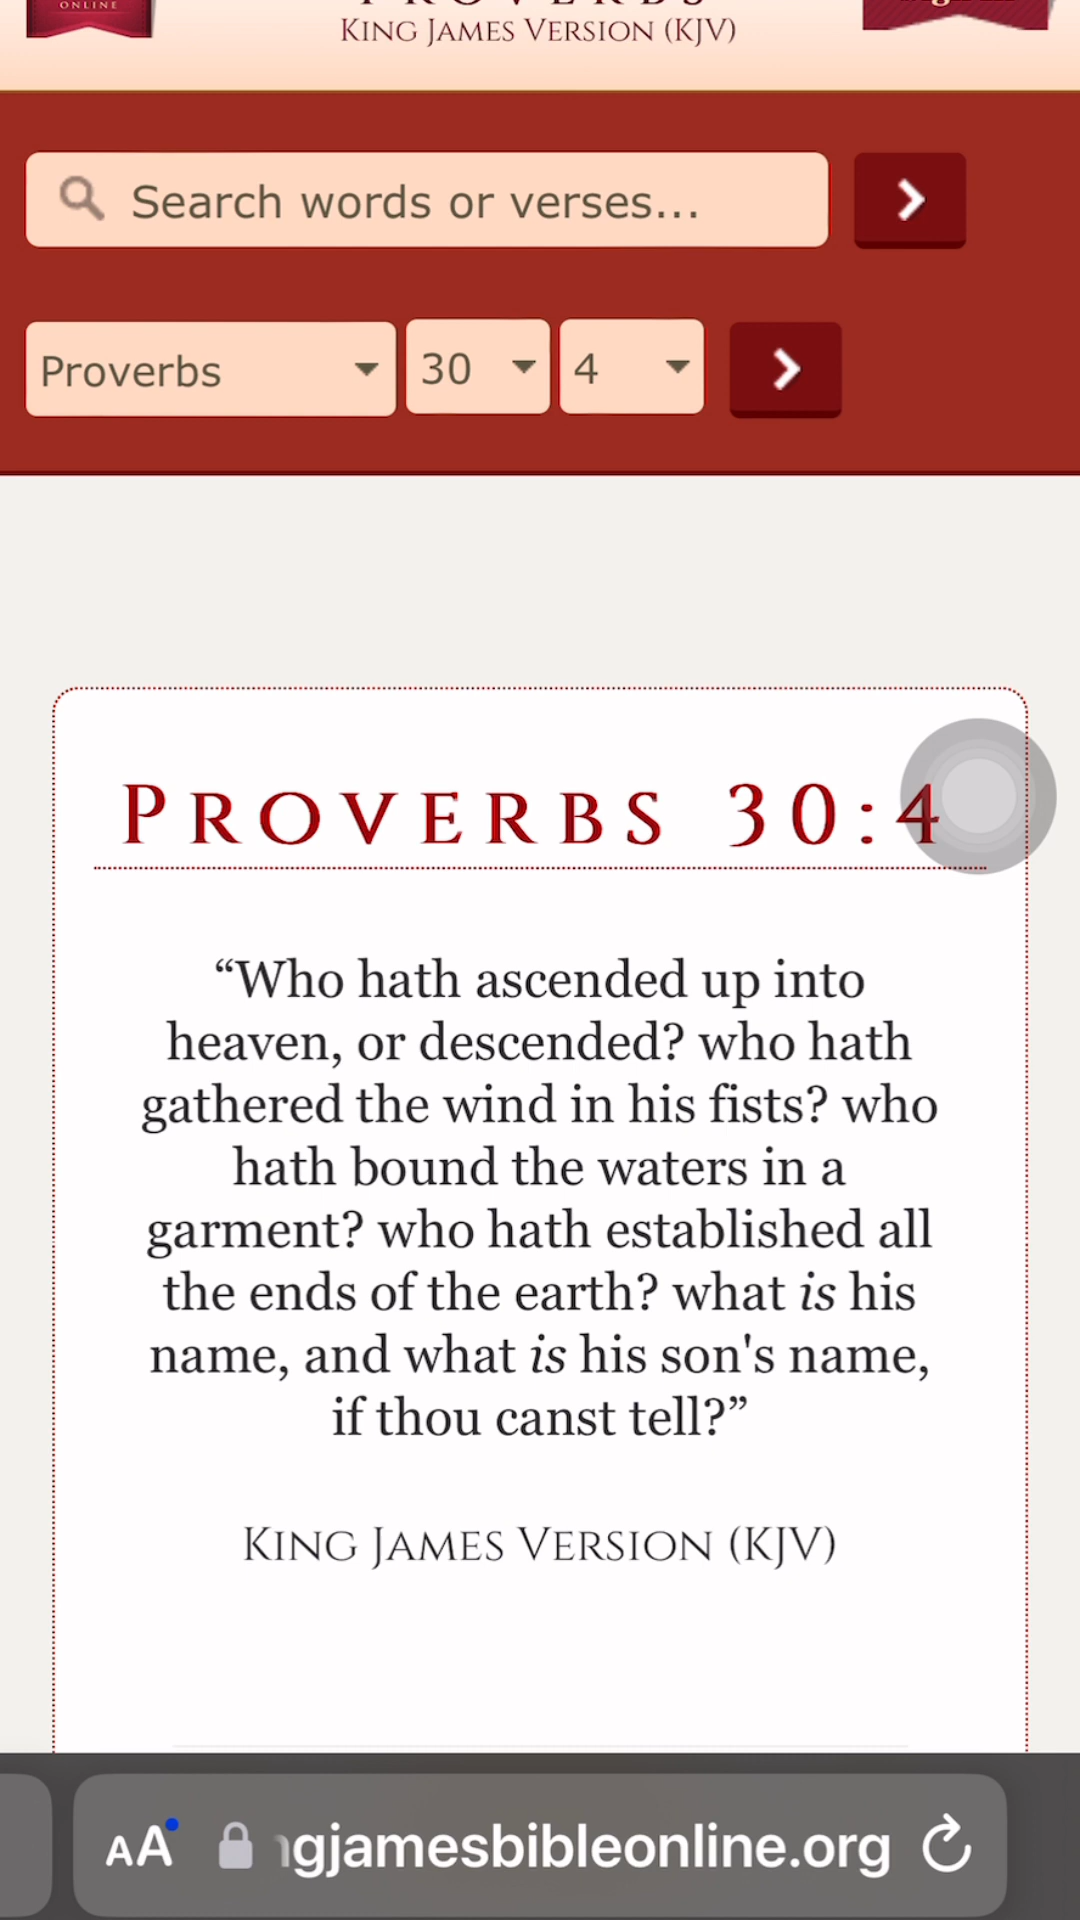 ONLINE
PROVERBS
KING JAMES VERSION (KJV)
Search words or verses...
Proverbs
30
4
PROVERBS 30:4
“Who hath ascended up into
heaven, or descended? who hath
gathered the wind in his fists? who
hath bound the waters in a
garment? who hath established all
the ends of the earth? what is his
name, and what is his son's name,
if thou canst tell?”
KING JAMES VERSION (KJV)
AA
ngjamesbibleonline.org